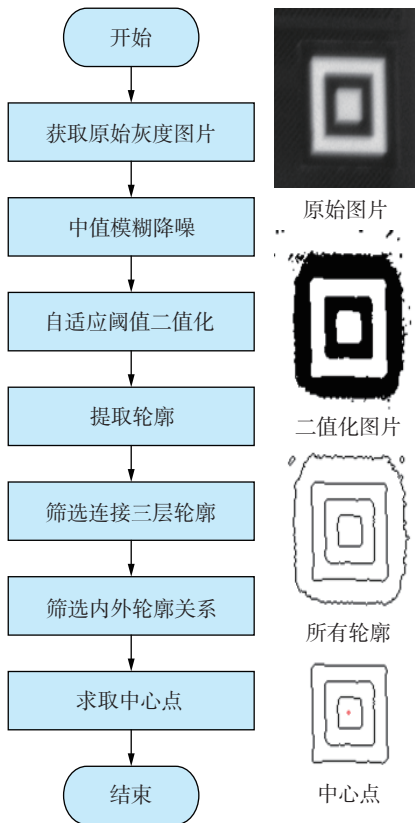 开始
获取原始灰度图片
中值模糊降噪
自适应阈值二值化
提取轮廓
筛选连接三层轮廓
筛选内外轮廓关系
求取中心点
结束
原始图片
二值化图片
所有轮廓
中心点